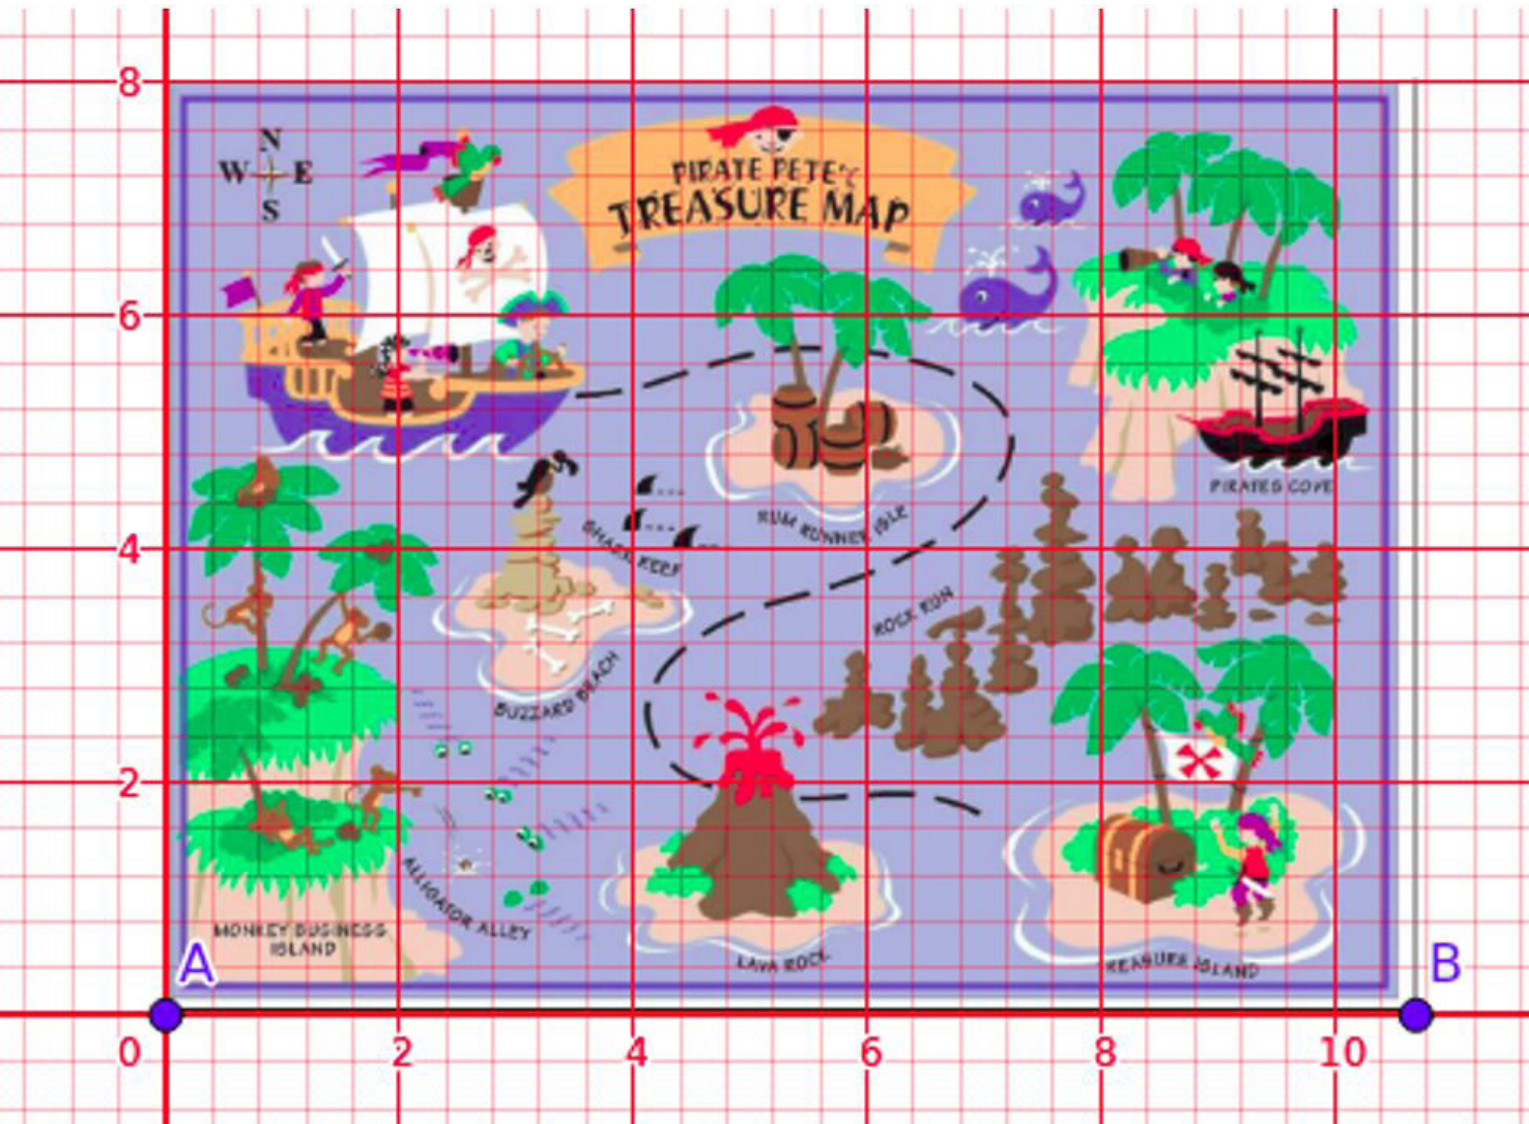 8
N
W E
S
PIRATE PETE'S
TREASURE MAP
6
PIRATES COVE
RUM RUNNER ISLE
SHARK REEF
4
ROCK RUN
BUZZARD BEACH
2
ALLIGATOR ALLEY
MONKEY BUSINESS
ISLAND
LAVA ROCK
TREASURE ISLAND
A
B
0 2 4 6 8 10